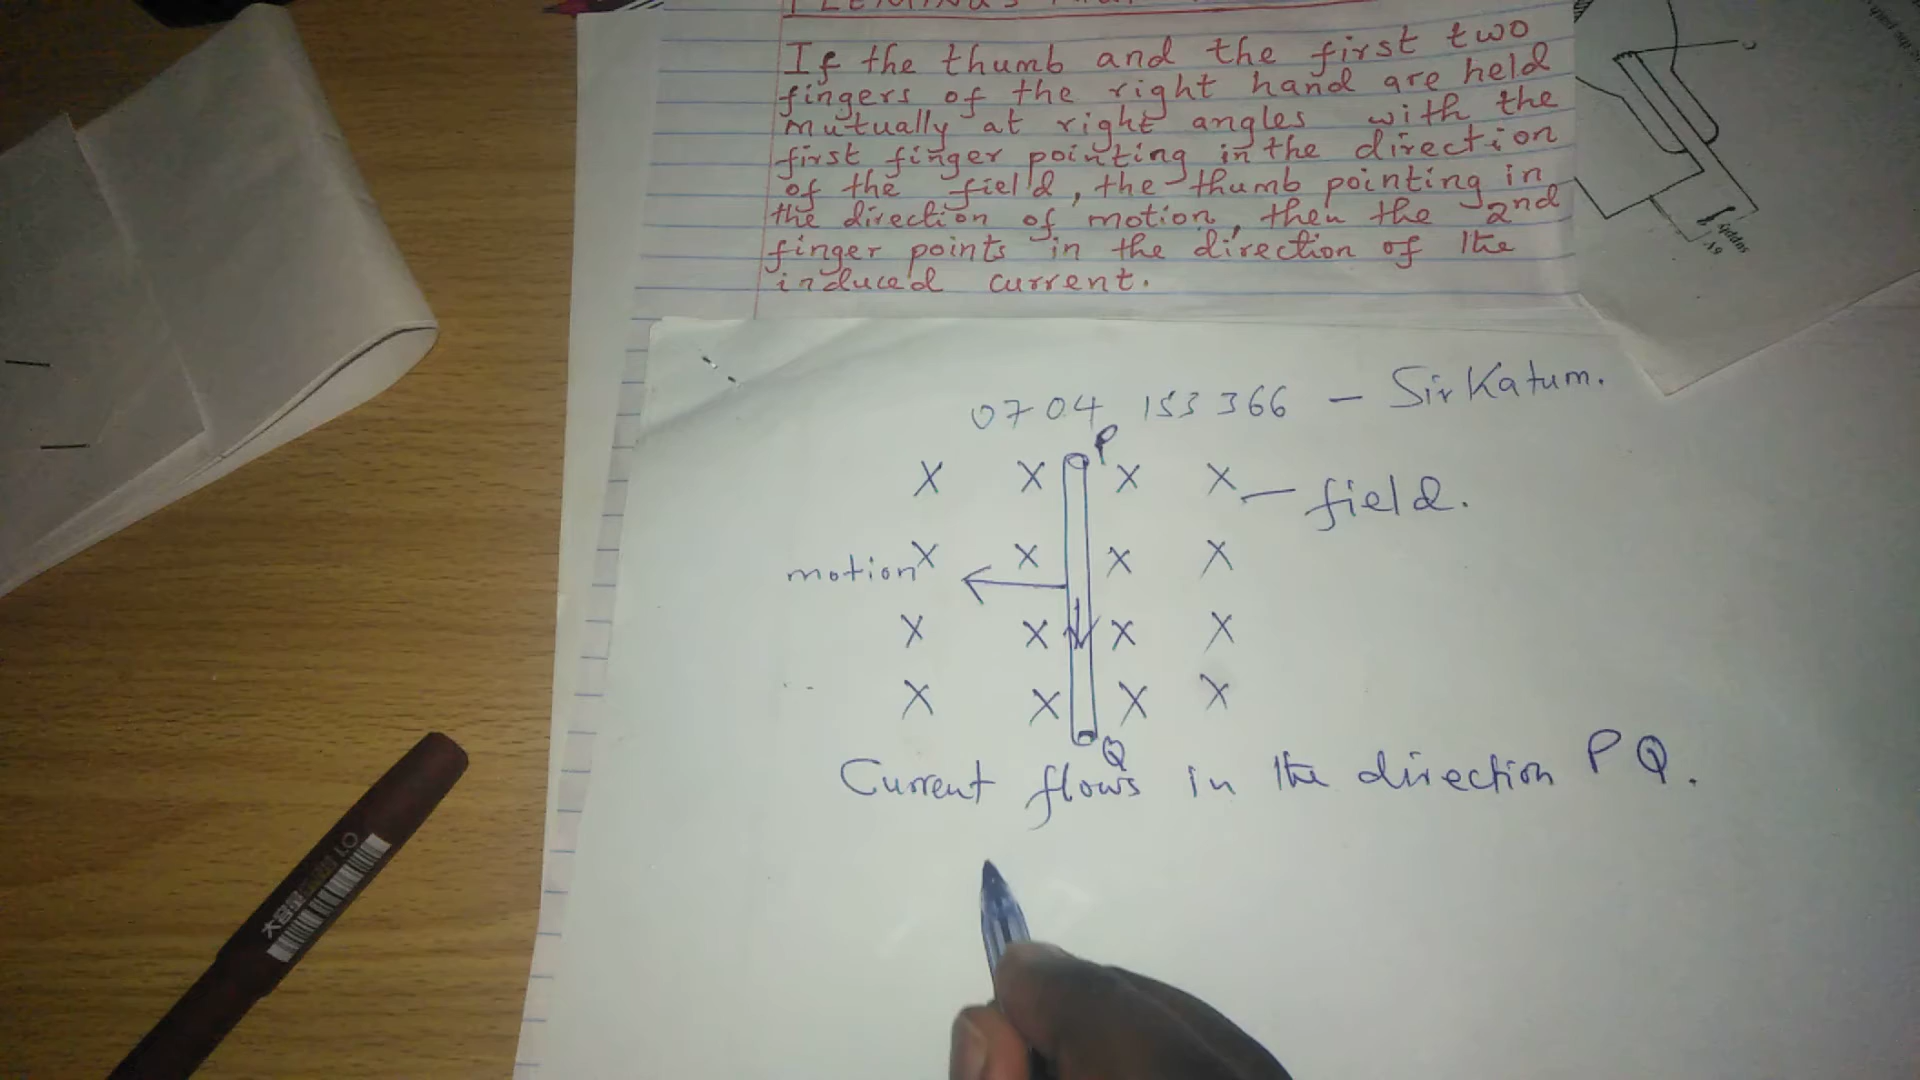 If the thumb and the first two
fingers of the right hand are held
mutually at right angles with the
first finger pointing in the direction
of the field, the thumb pointing in
the direction of motion, then the 2nd
finger points in the direction of the
induced current.
0704 153 366 - Sir Katum.
P
X X X X - field.
motion X X X X
X X X X
X X X X
Q
Current flows in the direction PQ.
supply
6V